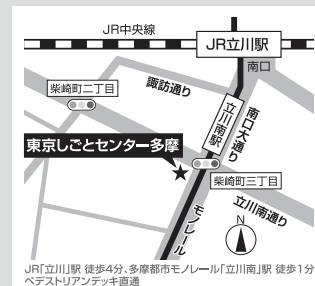 JR中央線
JR立川駅
南口
柴崎町二丁目
諏訪通り
立川南駅
南口大通り
東京しごとセンター多摩
柴崎町三丁目
立川南通り
モノレール
N
JR「立川」駅 徒歩4分、多摩都市モノレール「立川南」駅 徒歩1分
ペデストリアンデッキ直通